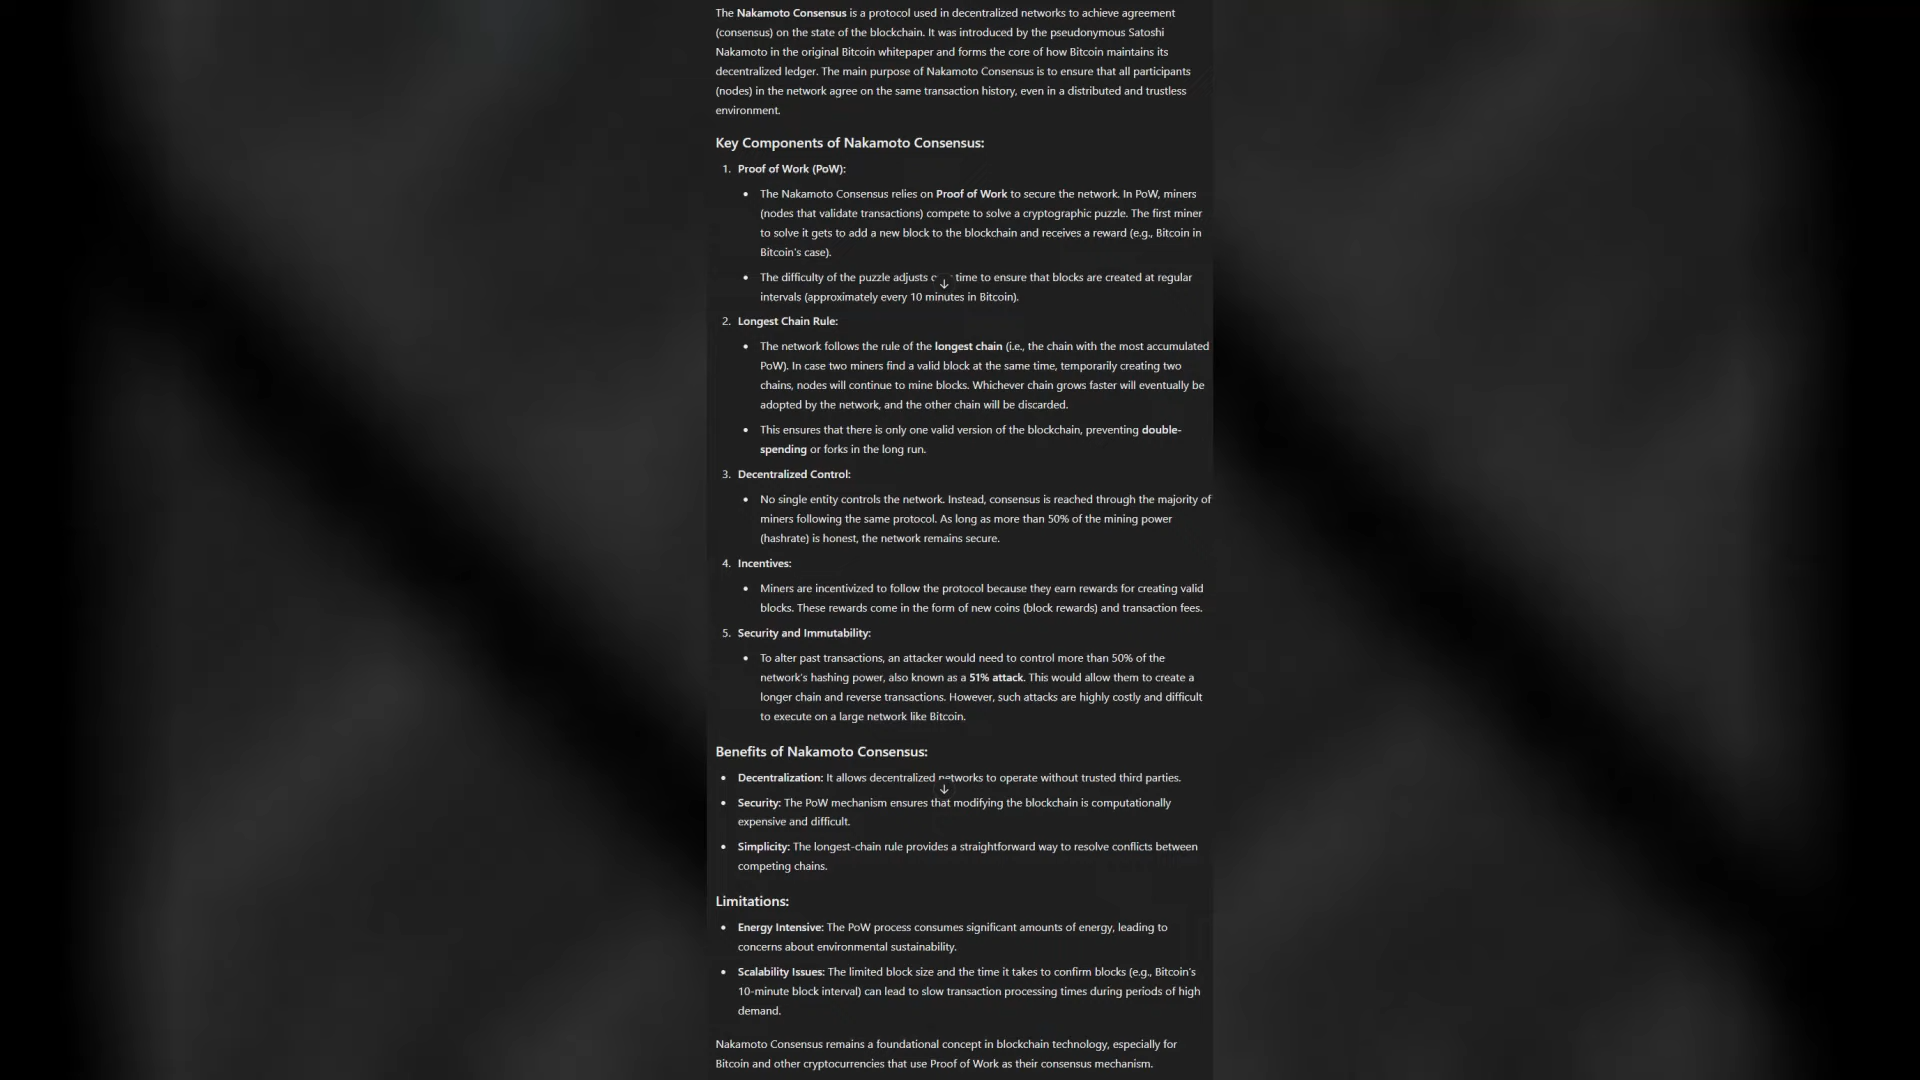 The Nakamoto Consensus is a protocol used in decentralized networks to achieve agreement
(consensus) on the state of the blockchain. It was introduced by the pseudonymous Satoshi
Nakamoto in the original Bitcoin whitepaper and forms the core of how Bitcoin maintains its
decentralized ledger. The main purpose of Nakamoto Consensus is to ensure that all participants
(nodes) in the network agree on the same transaction history, even in a distributed and trustless
environment.
Key Components of Nakamoto Consensus:
1. Proof of Work (PoW):
• The Nakamoto Consensus relies on Proof of Work to secure the network. In PoW, miners
(nodes that validate transactions) compete to solve a cryptographic puzzle. The first miner
to solve it gets to add a new block to the blockchain and receives a reward (e.g., Bitcoin in
Bitcoin's case).
• The difficulty of the puzzle adjusts time to ensure that blocks are created at regular
intervals (approximately every 10 minutes in Bitcoin).
2. Longest Chain Rule:
• The network follows the rule of the longest chain (i.e., the chain with the most accumulated
PoW). In case two miners find a valid block at the same time, temporarily creating two
chains, nodes will continue to mine blocks. Whichever chain grows faster will eventually be
adopted by the network, and the other chain will be discarded.
• This ensures that there is only one valid version of the blockchain, preventing double-
spending or forks in the long run.
3. Decentralized Control:
• No single entity controls the network. Instead, consensus is reached through the majority of
miners following the same protocol. As long as more than 50% of the mining power
(hashrate) is honest, the network remains secure.
4. Incentives:
• Miners are incentivized to follow the protocol because they earn rewards for creating valid
blocks. These rewards come in the form of new coins (block rewards) and transaction fees.
5. Security and Immutability:
• To alter past transactions, an attacker would need to control more than 50% of the
network's hashing power, also known as a 51% attack. This would allow them to create a
longer chain and reverse transactions. However, such attacks are highly costly and difficult
to execute on a large network like Bitcoin.
Benefits of Nakamoto Consensus:
• Decentralization: It allows decentralized networks to operate without trusted third parties.
• Security: The PoW mechanism ensures that modifying the blockchain is computationally
expensive and difficult.
• Simplicity: The longest-chain rule provides a straightforward way to resolve conflicts between
competing chains.
Limitations:
• Energy Intensive: The PoW process consumes significant amounts of energy, leading to
concerns about environmental sustainability.
• Scalability Issues: The limited block size and the time it takes to confirm blocks (e.g., Bitcoin's
10-minute block interval) can lead to slow transaction processing times during periods of high
demand.
Nakamoto Consensus remains a foundational concept in blockchain technology, especially for
Bitcoin and other cryptocurrencies that use Proof of Work as their consensus mechanism.